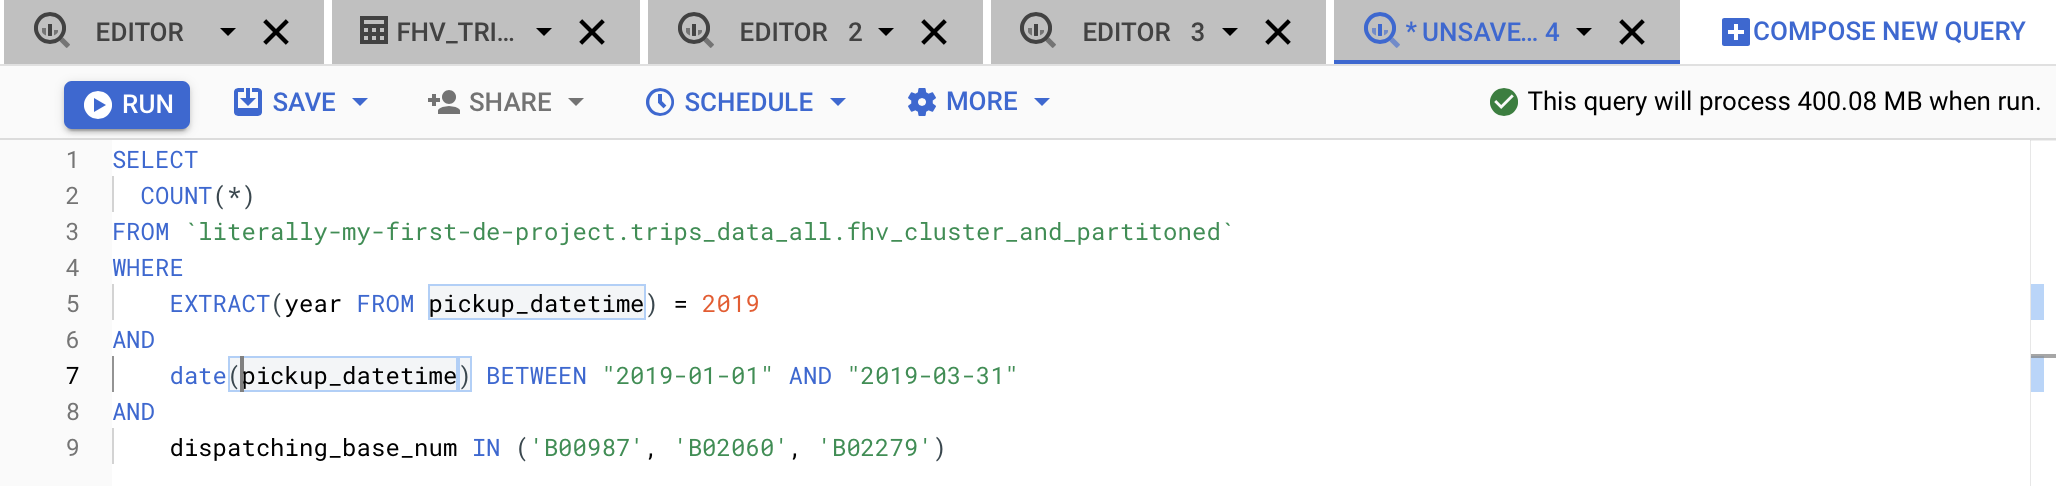 EDITOR FHV_TRI... EDITOR 2 EDITOR 3 * UNSAVE... 4 COMPOSE NEW QUERY
RUN SAVE SHARE SCHEDULE MORE This query will process 400.08 MB when run.
1 SELECT
2 COUNT(*)
3 FROM `literally-my-first-de-project.trips_data_all.fhv_cluster_and_partitoned`
4 WHERE
5 EXTRACT(year FROM pickup_datetime) = 2019
6 AND
7 date(pickup_datetime) BETWEEN "2019-01-01" AND "2019-03-31"
8 AND
9 dispatching_base_num IN ('B00987', 'B02060', 'B02279')